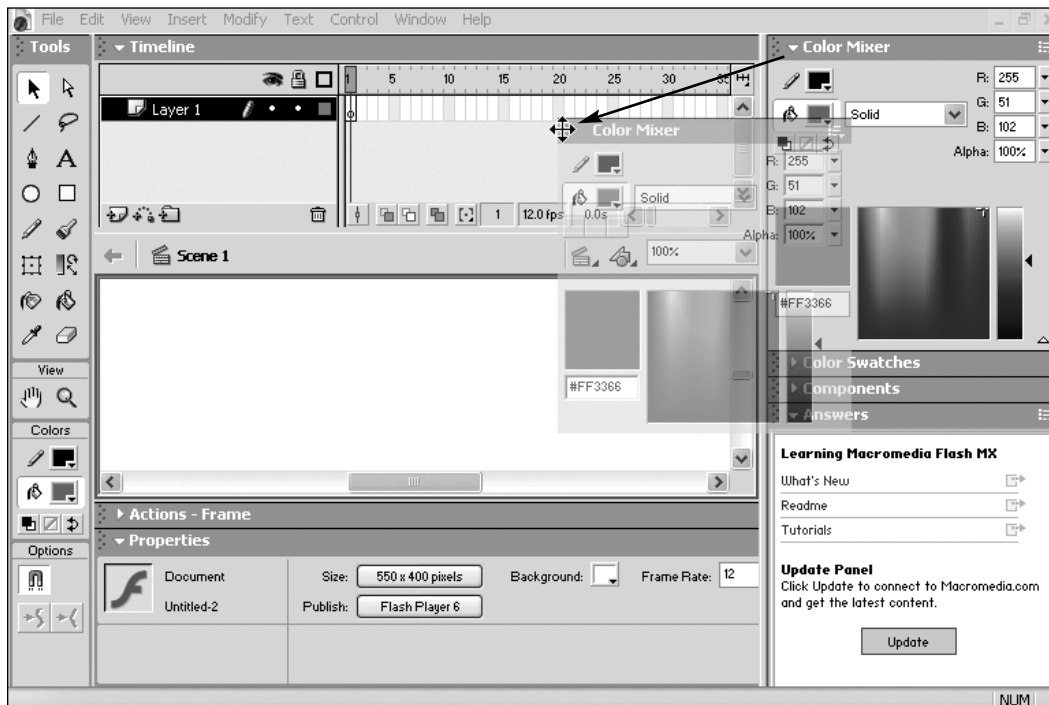 File Edit View Insert Modify Text Control Window Help
Tools
Timeline
1 5 10 15 20 25 30 35
Layer 1
1 12.0 fps 0.0s
Scene 1
View
Colors
Options
Color Mixer
Solid
R: 255
G: 51
B: 102
Alpha: 100%
100%
#FF3366
Color Mixer
R: 255
G: 51
B: 102
Alpha: 100%
Solid
#FF3366
Color Swatches
Components
Answers
Learning Macromedia Flash MX
What's New
Readme
Tutorials
Update Panel
Click Update to connect to Macromedia.com
and get the latest content.
Update
Actions - Frame
Properties
Document
Untitled-2
Size: 550 x 400 pixels
Background:
Frame Rate: 12
Publish: Flash Player 6
NUM